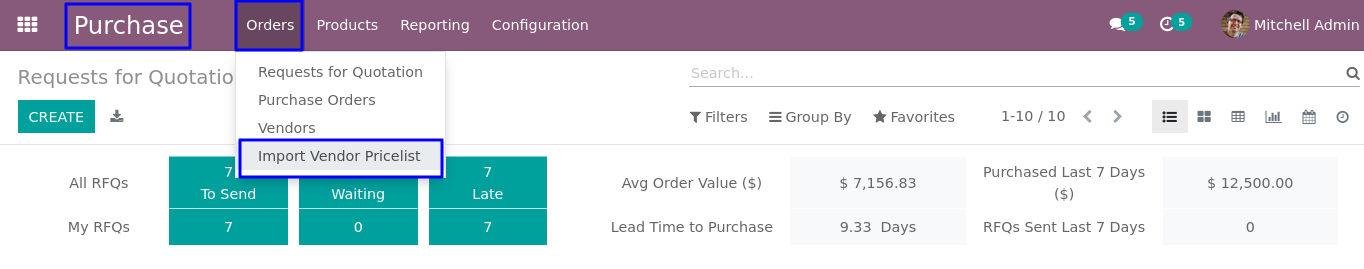 Purchase Orders Products Reporting Configuration 5 5 Mitchell Admin
Requests for Quotatio
Search...
Requests for Quotation
Purchase Orders
Vendors
Import Vendor Pricelist
CREATE
Filters Group By Favorites 1-10 / 10
All RFQs 7 To Send Waiting 7 Late
My RFQs 7 0 7
Avg Order Value ($) $ 7,156.83 Purchased Last 7 Days ($) $ 12,500.00
Lead Time to Purchase 9.33 Days RFQs Sent Last 7 Days 0